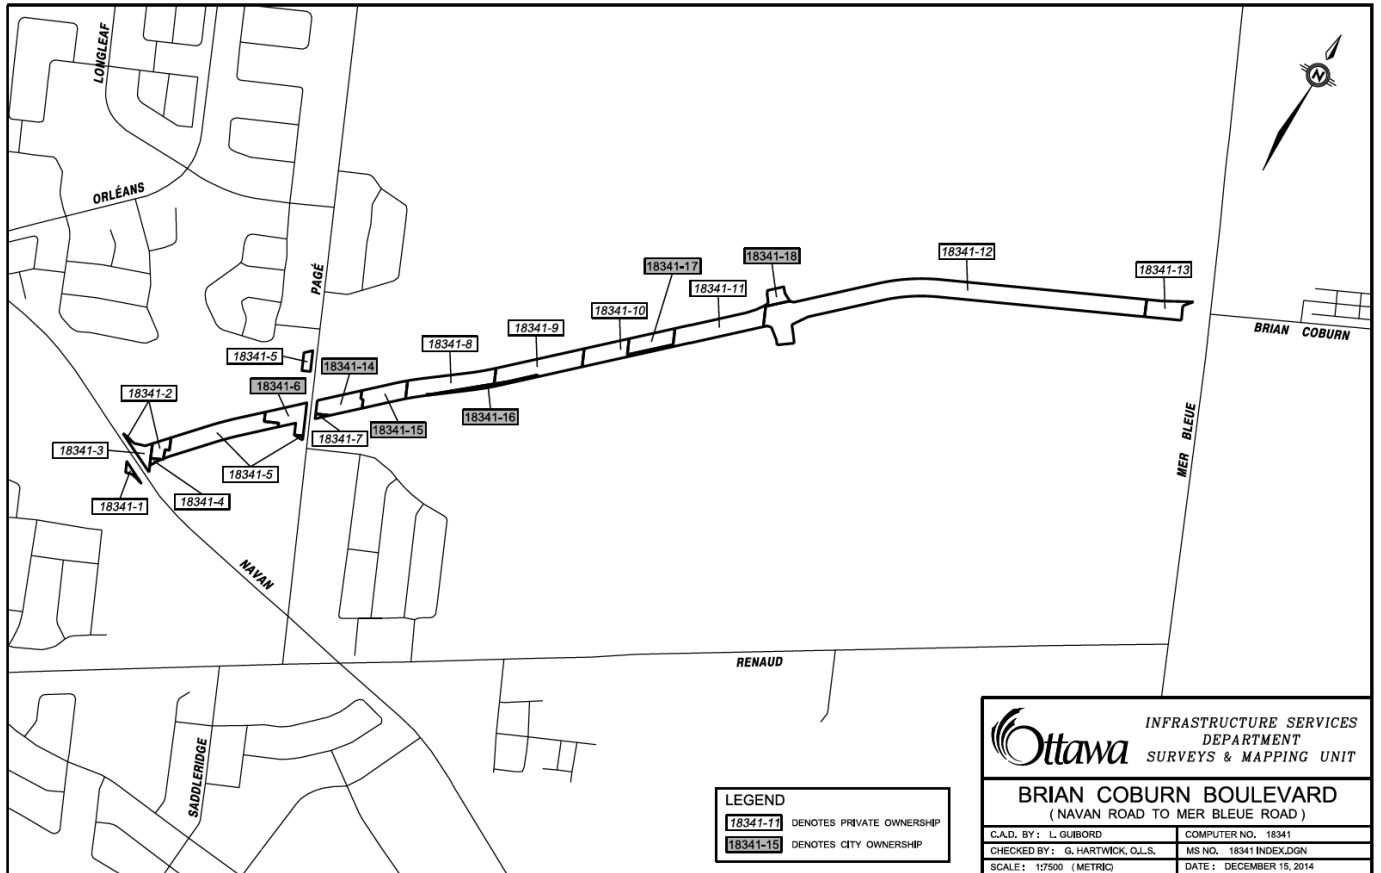 LONGLEAF
N
ORLÉANS
PAGÉ
18341-18
18341-12
18341-17
18341-13
18341-11
18341-10
BRIAN COBURN
18341-9
18341-8
18341-5
18341-14
18341-6
18341-2
MER BLEUE
18341-16
18341-15
18341-7
18341-3
18341-5
18341-4
18341-1
NAVAN
RENAUD
SADDLERIDGE
LEGEND
18341-11 DENOTES PRIVATE OWNERSHIP
18341-15 DENOTES CITY OWNERSHIP
Ottawa
INFRASTRUCTURE SERVICES
DEPARTMENT
SURVEYS & MAPPING UNIT
BRIAN COBURN BOULEVARD
( NAVAN ROAD TO MER BLEUE ROAD )
C.A.D. BY : L. GUIBORD
COMPUTER NO. 18341
CHECKED BY : G. HARTWICK, O.L.S.
MS NO. 18341 INDEX.DGN
SCALE : 1:7500 ( METRIC)
DATE : DECEMBER 15, 2014